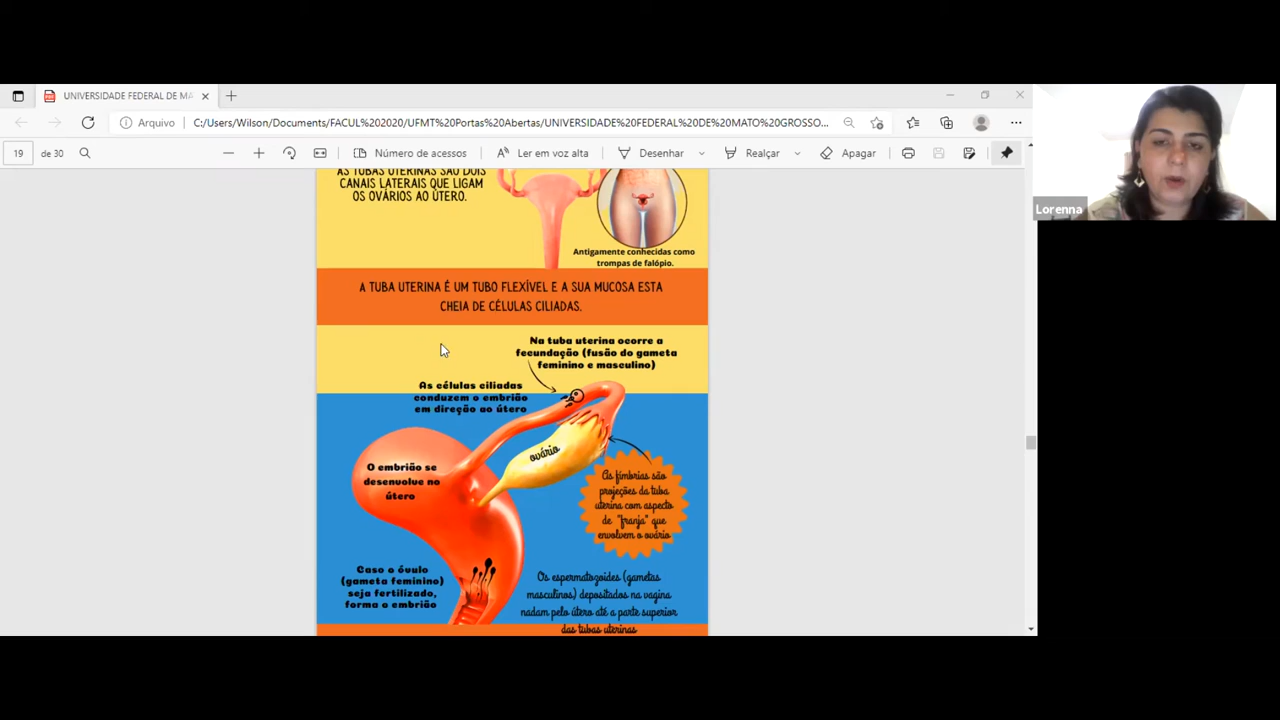 UNIVERSIDADE FEDERAL DE MA
Arquivo
C:/Users/Wilson/Documents/FACUL%202020/UFMT%20Portas%20Abertas/UNIVERSIDADE%20FEDERAL%20DE%20MATO%20GROSSO...
19 de 30
Número de acessos
Ler em voz alta
Desenhar
Realçar
Apagar
Lorenna
AS TUBAS UTERINAS SÃO DOIS
CANAIS LATERAIS QUE LIGAM
OS OVÁRIOS AO ÚTERO.
Antigamente conhecidas como
trompas de falópio.
A TUBA UTERINA É UM TUBO FLEXÍVEL E A SUA MUCOSA ESTA
CHEIA DE CÉLULAS CILIADAS.
Na tuba uterina ocorre a
fecundação (fusão do gameta
feminino e masculino)
As células ciliadas
conduzem o embrião
em direção ao útero
ovário
O embrião se
desenvolve no
útero
As fímbrias são
projeções da tuba
uterina com aspecto
de "franja" que
envolvem o ovário
Caso o óvulo
(gameta feminino)
seja fertilizado,
forma o embrião
Os espermatozoides (gametas
masculinos) depositados na vagina
nadam pelo útero até a parte superior
das tubas uterinas